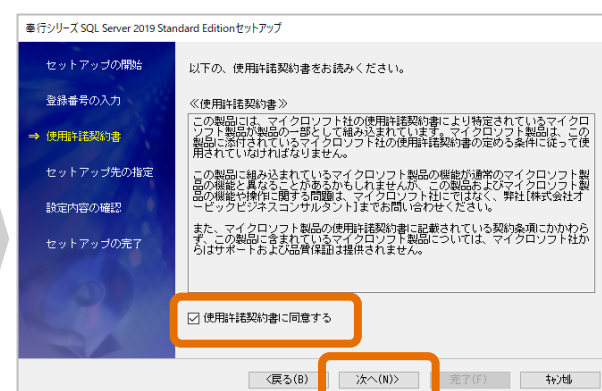 奉行シリーズ SQL Server 2019 Standard Editionセットアップ
セットアップの開始
登録番号の入力
⇒ 使用許諾契約書
セットアップ先の指定
設定内容の確認
セットアップの完了
以下の、使用許諾契約書をお読みください。
≪使用許諾契約書≫
この製品には、マイクロソフト社の使用許諾契約書により特定されているマイクロ
ソフト製品が製品の一部として組み込まれています。マイクロソフト製品は、この
製品に添付されているマイクロソフト社の使用許諾契約書の定める条件に従って使
用されていなければなりません。
この製品に組み込まれているマイクロソフト製品の機能が通常のマイクロソフト製
品の機能と異なることがあるかもしれませんが、この製品およびマイクロソフト製
品の機能や操作に関する問題は、マイクロソフト社にではなく、弊社[株式会社オ
ービックビジネスコンサルタント]までお問い合わせください。
また、マイクロソフト製品の使用許諾契約書に記載されている契約条項にかかわら
ず、この製品に含まれているマイクロソフト製品については、マイクロソフト社か
らはサポートおよび品質保証は提供されません。
使用許諾契約書に同意する
<戻る(B)
次へ(N)>
完了(F)
ｷｬﾝｾﾙ